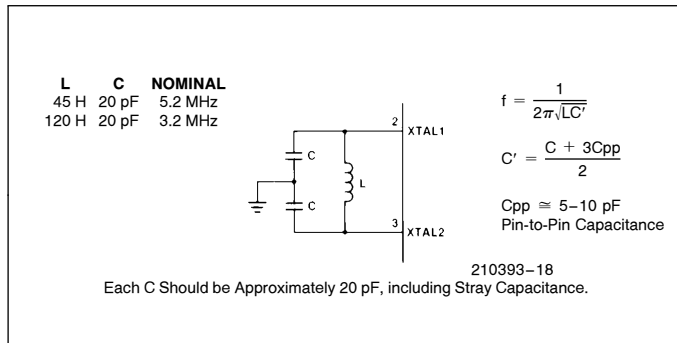 L C NOMINAL
45 H 20 pF 5.2 MHz
120 H 20 pF 3.2 MHz
C
C
L
2
XTAL1
3
XTAL2
f = 1 / 2π√LC′
C′ = C + 3Cpp / 2
Cpp ≅ 5–10 pF
Pin-to-Pin Capacitance
210393–18
Each C Should be Approximately 20 pF, including Stray Capacitance.